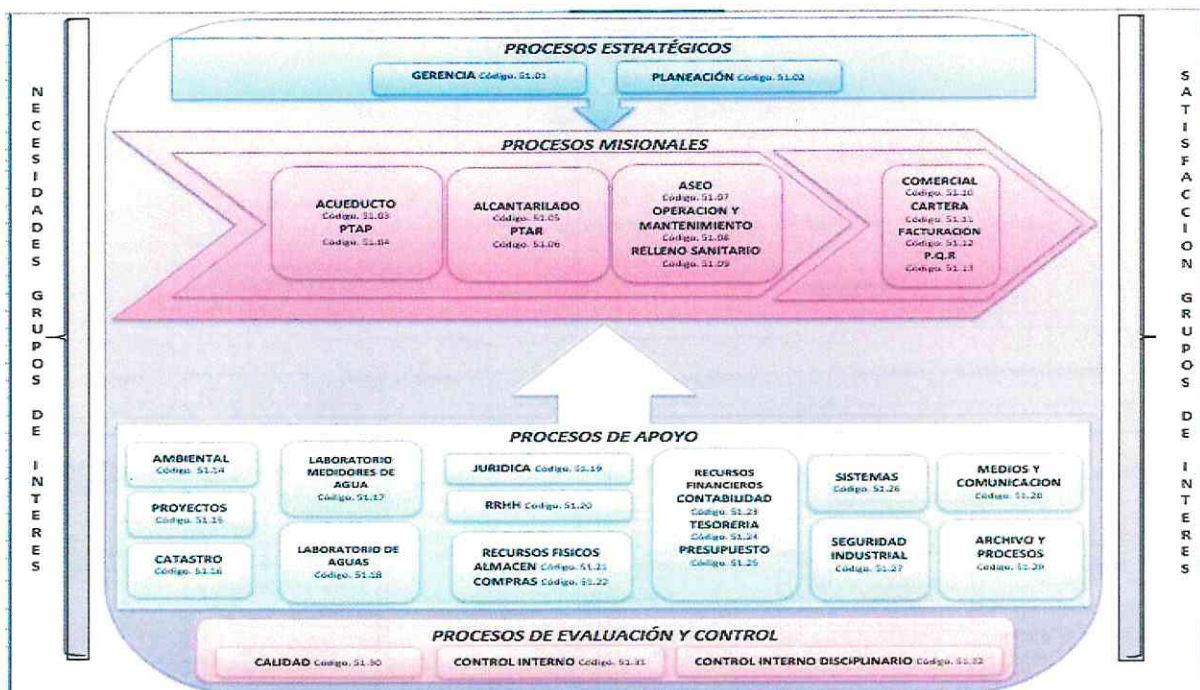 NECESIDADES GRUPOS DE INTERES
PROCESOS ESTRATÉGICOS
GERENCIA Código. 51.01
PLANEACIÓN Código. 51.02
PROCESOS MISIONALES
ACUEDUCTO
Código. 51.03
PTAP
Código. 51.04
ALCANTARILADO
Código. 51.05
PTAR
Código. 51.06
ASEO
Código. 51.07
OPERACION Y
MANTENIMIENTO
Código. 51.08
RELLENO SANITARIO
Código. 51.09
COMERCIAL
Código. 51.10
CARTERA
Código. 51.11
FACTURACIÓN
Código. 51.12
P.Q.R
Código. 51.13
PROCESOS DE APOYO
AMBIENTAL
Código. 51.14
PROYECTOS
Código. 51.15
CATASTRO
Código. 51.16
LABORATORIO
MEDIDORES DE
AGUA
Código. 51.17
LABORATORIO DE
AGUAS
Código. 51.18
JURIDICA Código. 51.19
RRHH Código. 51.20
RECURSOS FISICOS
ALMACEN Código. 51.21
COMPRAS Código. 51.22
RECURSOS
FINANCIEROS
CONTABILIDAD
Código. 51.23
TESORERIA
Código. 51.24
PRESUPUESTO
Código. 51.25
SISTEMAS
Código. 51.26
SEGURIDAD
INDUSTRIAL
Código. 51.27
MEDIOS Y
COMUNICACION
Código. 51.28
ARCHIVO Y
PROCESOS
Código. 51.29
PROCESOS DE EVALUACIÓN Y CONTROL
CALIDAD Código. 51.30
CONTROL INTERNO Código. 51.31
CONTROL INTERNO DISCIPLINARIO Código. 51.32
SATISFACCION GRUPOS DE INTERES